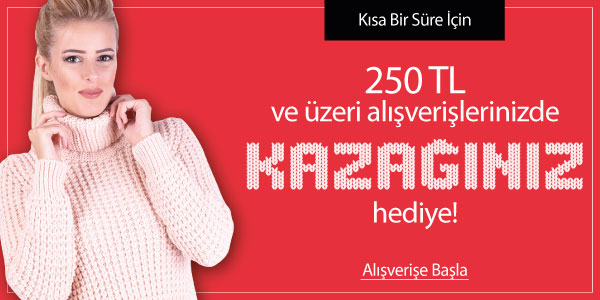 Kısa Bir Süre İçin
250 TL
ve üzeri alışverişlerinizde
KAZAĞINIZ
hediye!
Alışverişe Başla